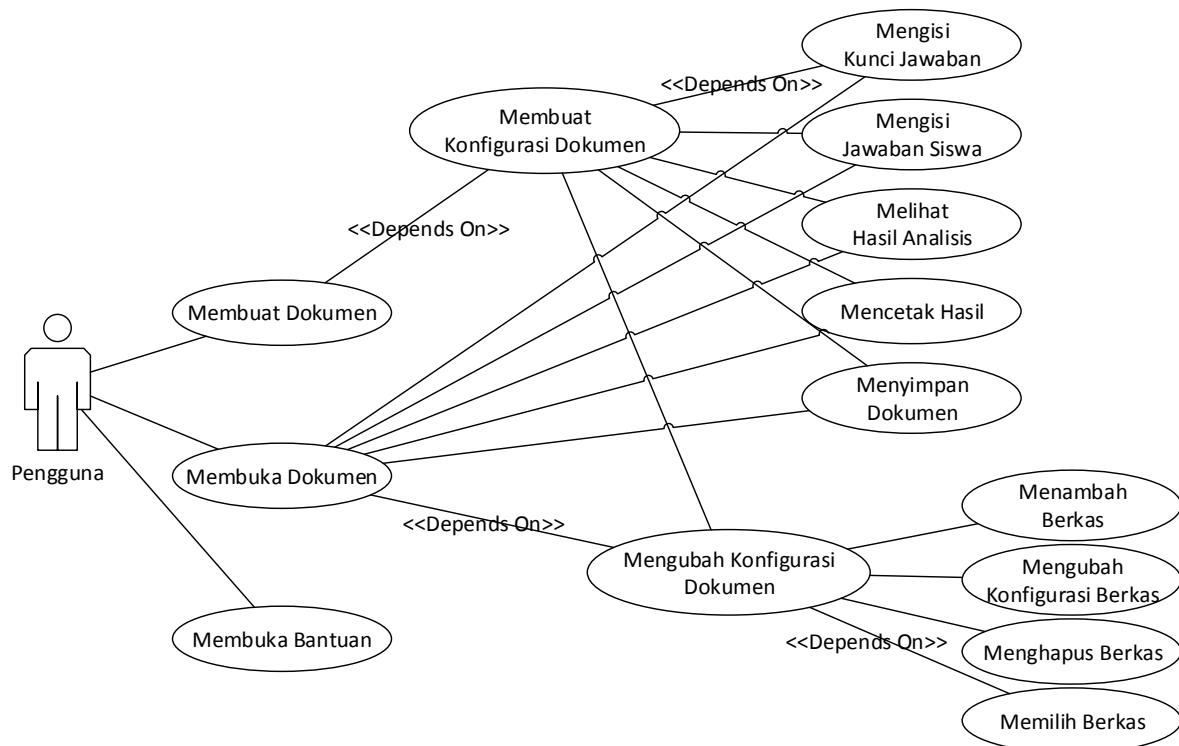 Mengisi
Kunci Jawaban
<<Depends On>>
Membuat
Konfigurasi Dokumen
Mengisi
Jawaban Siswa
Melihat
Hasil Analisis
<<Depends On>>
Membuat Dokumen
Mencetak Hasil
Menyimpan
Dokumen
Pengguna
Membuka Dokumen
<<Depends On>>
Menambah
Berkas
Mengubah Konfigurasi
Dokumen
Mengubah
Konfigurasi Berkas
Membuka Bantuan
<<Depends On>>
Menghapus Berkas
Memilih Berkas